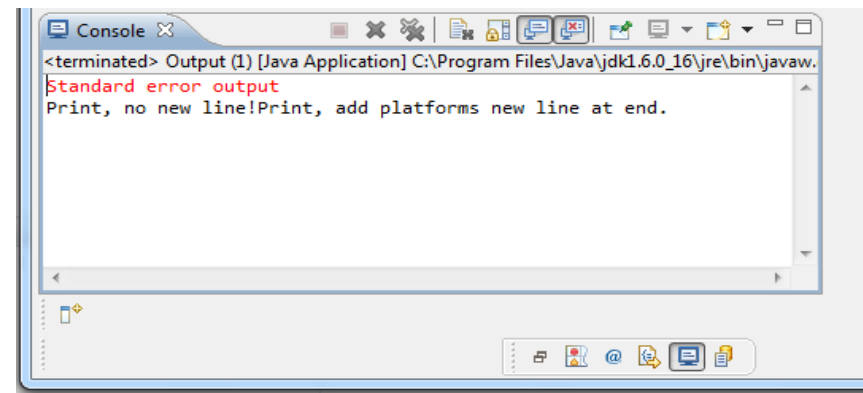 Console
<terminated> Output (1) [Java Application] C:\Program Files\Java\jdk1.6.0_16\jre\bin\javaw.
Standard error output
Print, no new line!Print, add platforms new line at end.